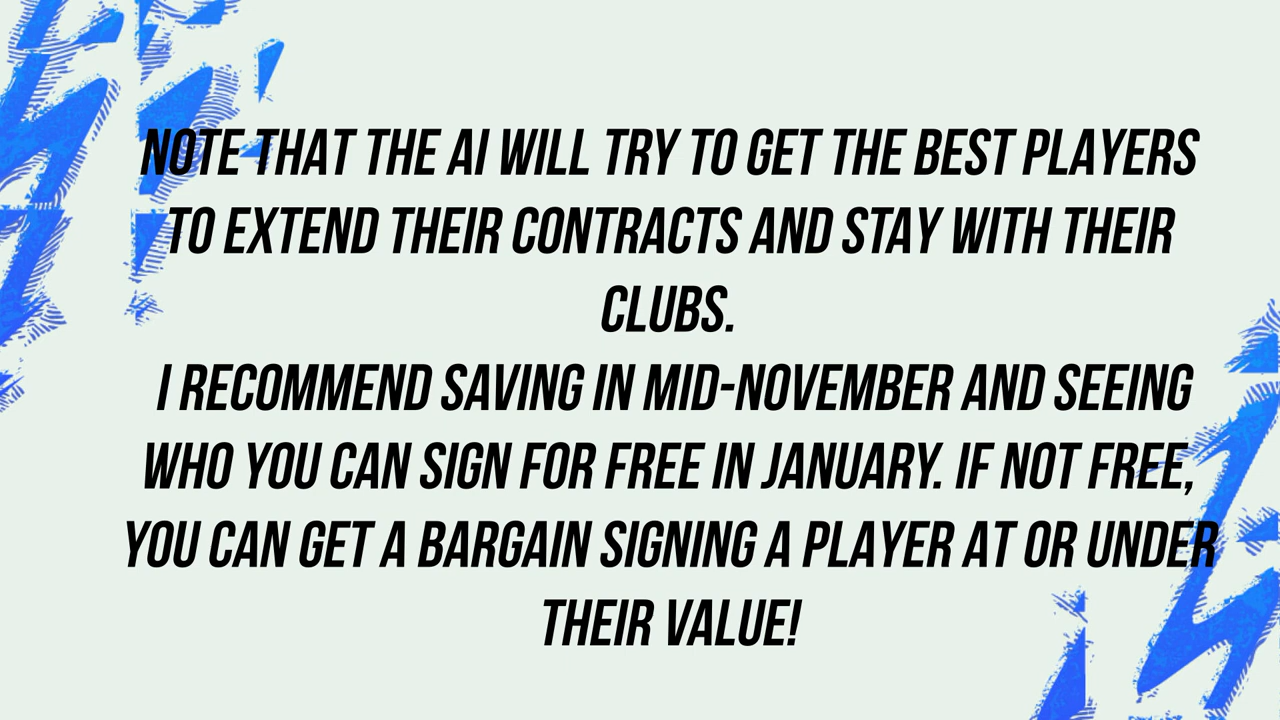 NOTE THAT THE AI WILL TRY TO GET THE BEST PLAYERS
TO EXTEND THEIR CONTRACTS AND STAY WITH THEIR
CLUBS.
I RECOMMEND SAVING IN MID-NOVEMBER AND SEEING
WHO YOU CAN SIGN FOR FREE IN JANUARY. IF NOT FREE,
YOU CAN GET A BARGAIN SIGNING A PLAYER AT OR UNDER
THEIR VALUE!